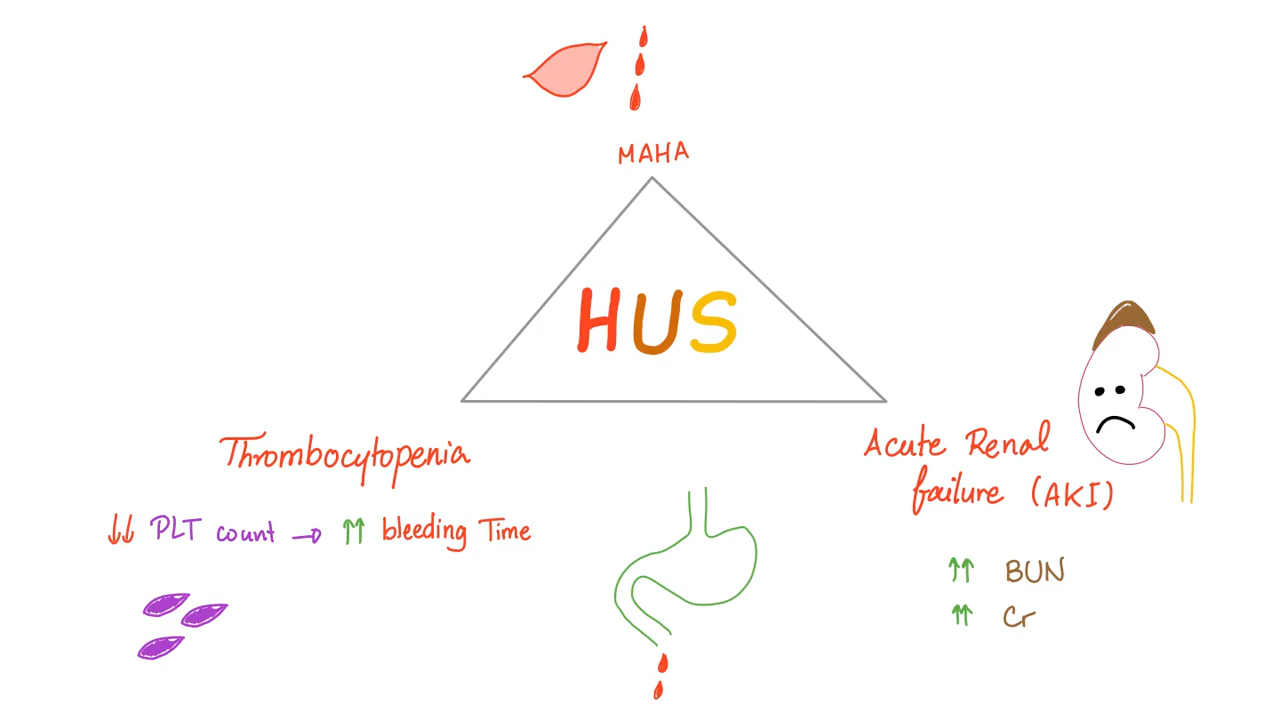 MAHA
HUS
Thrombocytopenia
↓↓ PLT count → ↑↑ bleeding Time
Acute Renal
failure (AKI)
↑↑ BUN
↑↑ Cr